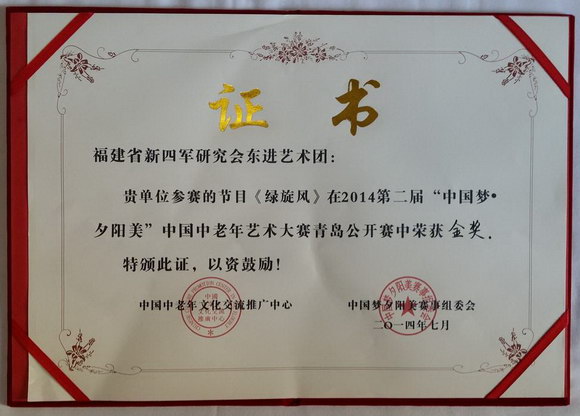 证书
福建省新四军研究会东进艺术团：
贵单位参赛的节目《绿旋风》在2014第二届“中国梦•
夕阳美”中国中老年艺术大赛青岛公开赛中荣获金奖.
特颁此证，以资鼓励！
中国中老年文化交流推广中心
中国梦夕阳美赛事组委会
二〇一四年七月